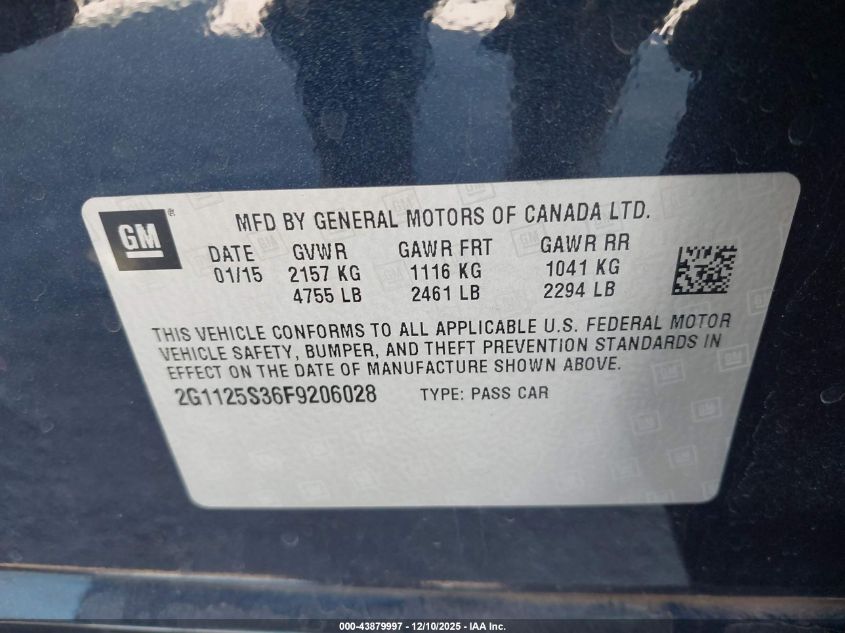 GM ®
MFD BY GENERAL MOTORS OF CANADA LTD.
DATE GVWR GAWR FRT GAWR RR
01/15 2157 KG 1116 KG 1041 KG
4755 LB 2461 LB 2294 LB
THIS VEHICLE CONFORMS TO ALL APPLICABLE U.S. FEDERAL MOTOR
VEHICLE SAFETY, BUMPER, AND THEFT PREVENTION STANDARDS IN
EFFECT ON THE DATE OF MANUFACTURE SHOWN ABOVE.
2G1125S36F9206028 TYPE: PASS CAR
000-43879997 - 12/10/2025 - IAA Inc.